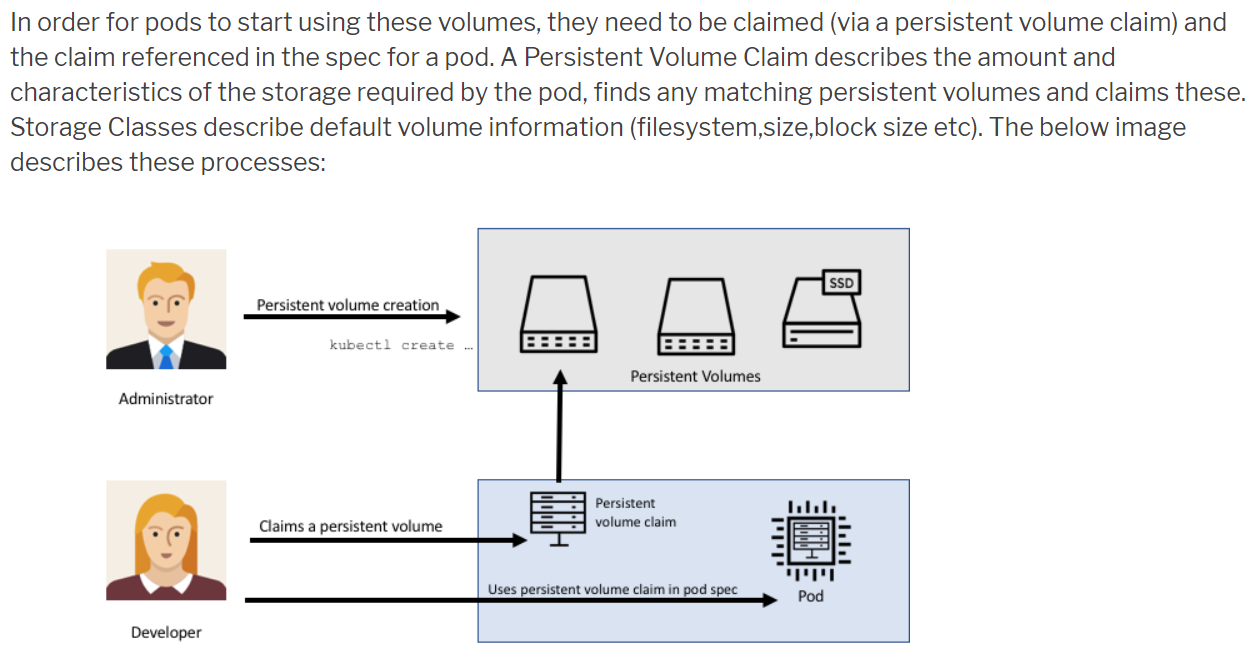 In order for pods to start using these volumes, they need to be claimed (via a persistent volume claim) and
the claim referenced in the spec for a pod. A Persistent Volume Claim describes the amount and
characteristics of the storage required by the pod, finds any matching persistent volumes and claims these.
Storage Classes describe default volume information (filesystem,size,block size etc). The below image
describes these processes:
Persistent volume creation
kubectl create ...
SSD
Persistent Volumes
Administrator
Claims a persistent volume
Persistent
volume claim
Uses persistent volume claim in pod spec
Pod
Developer